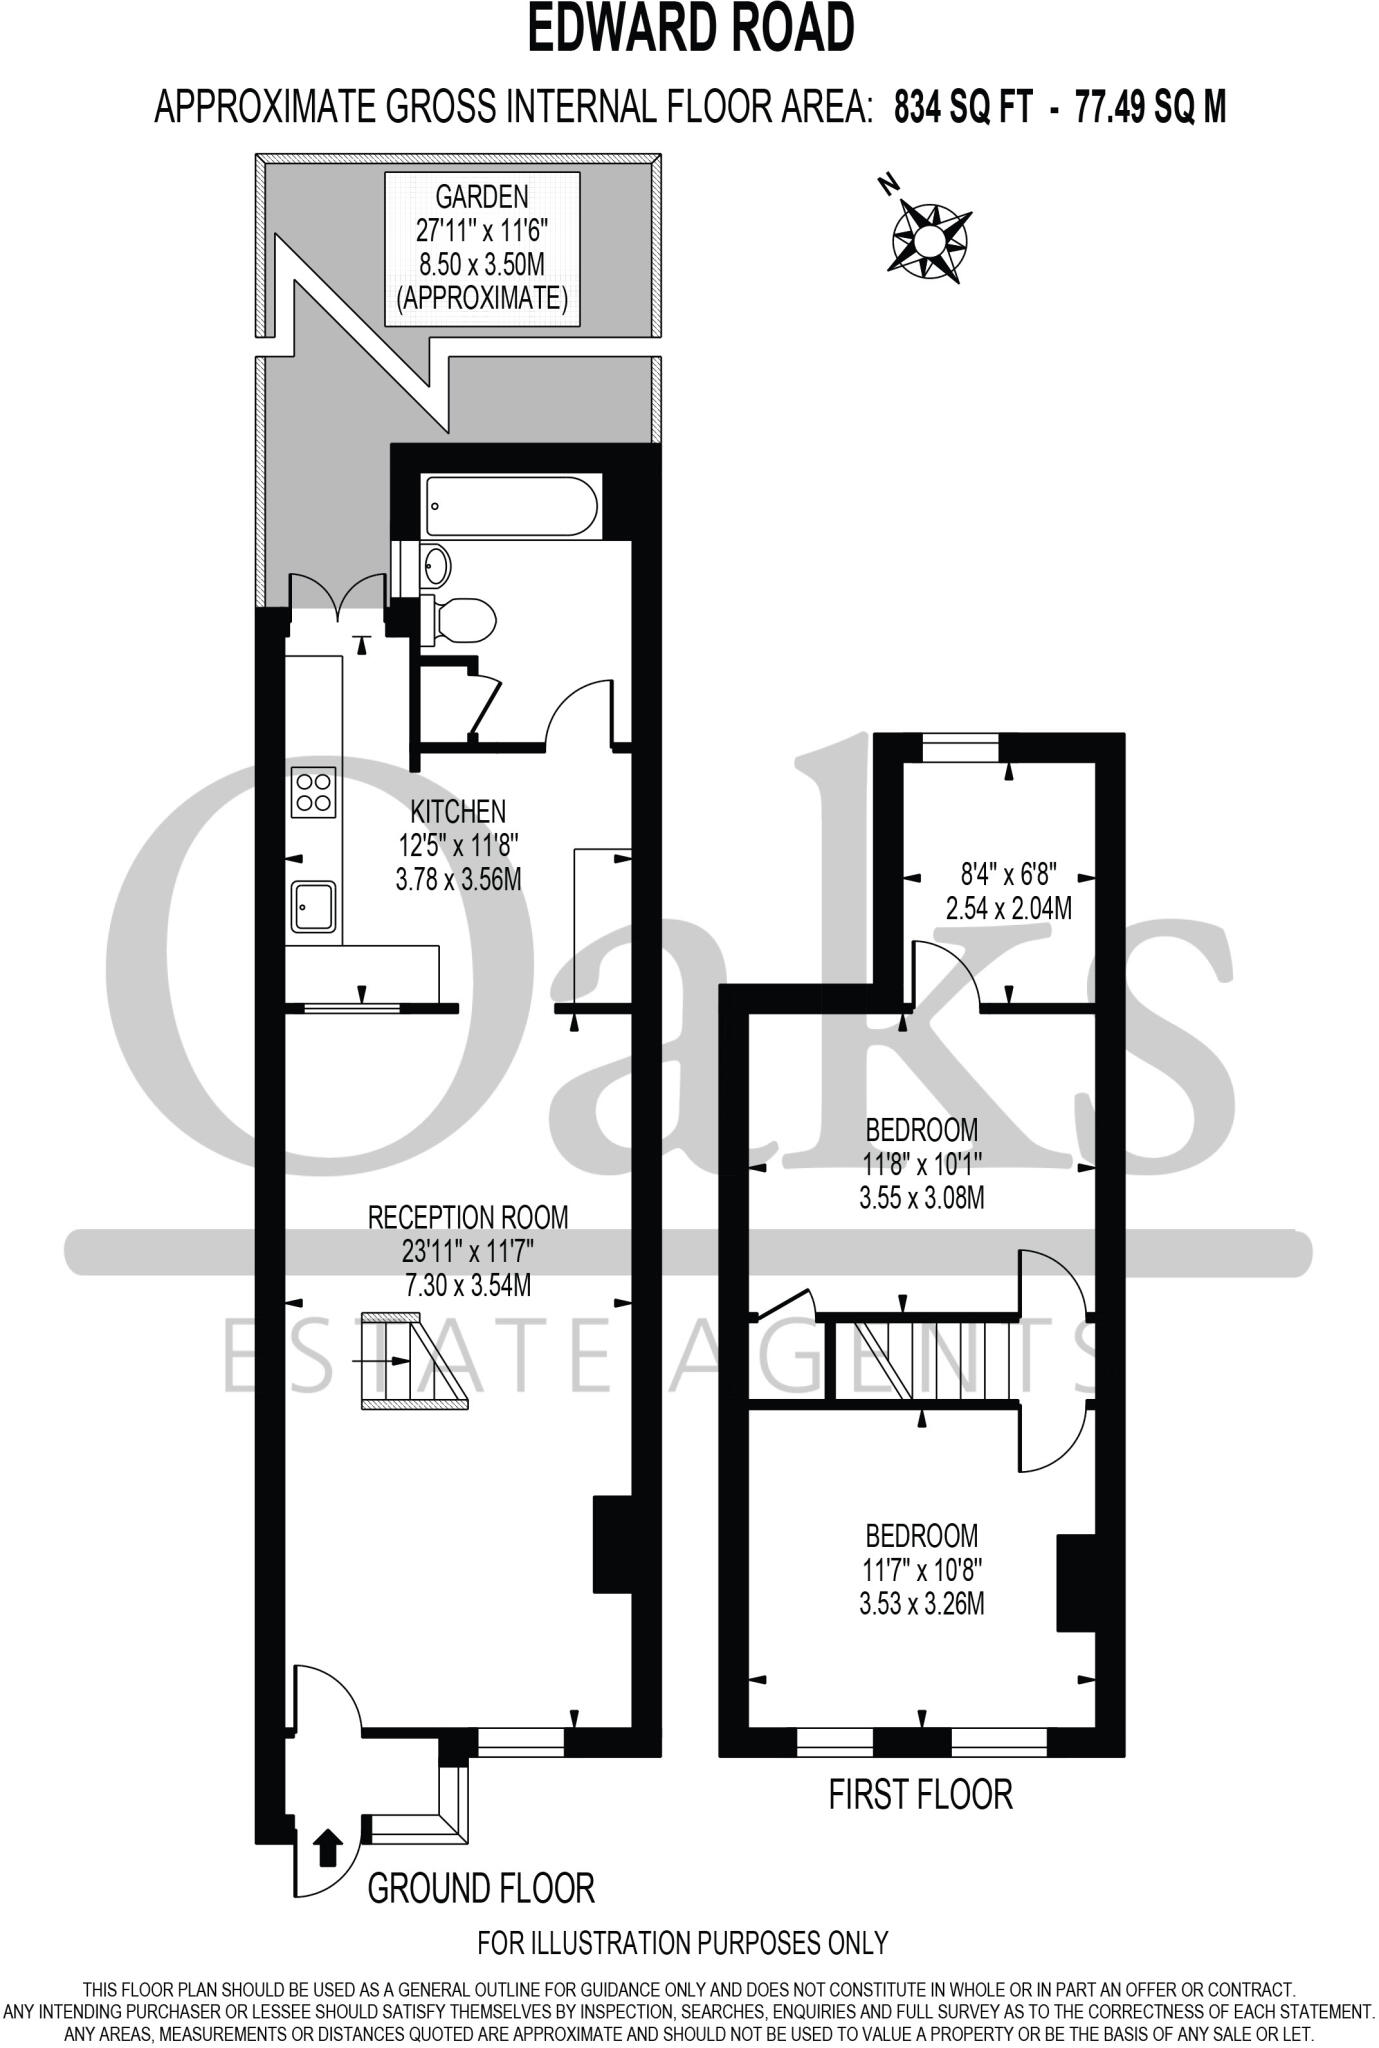 EDWARD ROAD
APPROXIMATE GROSS INTERNAL FLOOR AREA: 834 SQ FT - 77.49 SQ M
N
GARDEN
27'11" x 11'6"
8.50 x 3.50M
(APPROXIMATE)
KITCHEN
12'5" x 11'8"
3.78 x 3.56M
8'4" x 6'8"
2.54 x 2.04M
Oaks
ESTATE AGENTS
BEDROOM
11'8" x 10'1"
3.55 x 3.08M
RECEPTION ROOM
23'11" x 11'7"
7.30 x 3.54M
BEDROOM
11'7" x 10'8"
3.53 x 3.26M
FIRST FLOOR
GROUND FLOOR
FOR ILLUSTRATION PURPOSES ONLY
THIS FLOOR PLAN SHOULD BE USED AS A GENERAL OUTLINE FOR GUIDANCE ONLY AND DOES NOT CONSTITUTE IN WHOLE OR IN PART AN OFFER OR CONTRACT.
ANY INTENDING PURCHASER OR LESSEE SHOULD SATISFY THEMSELVES BY INSPECTION, SEARCHES, ENQUIRIES AND FULL SURVEY AS TO THE CORRECTNESS OF EACH STATEMENT.
ANY AREAS, MEASUREMENTS OR DISTANCES QUOTED ARE APPROXIMATE AND SHOULD NOT BE USED TO VALUE A PROPERTY OR BE THE BASIS OF ANY SALE OR LET.